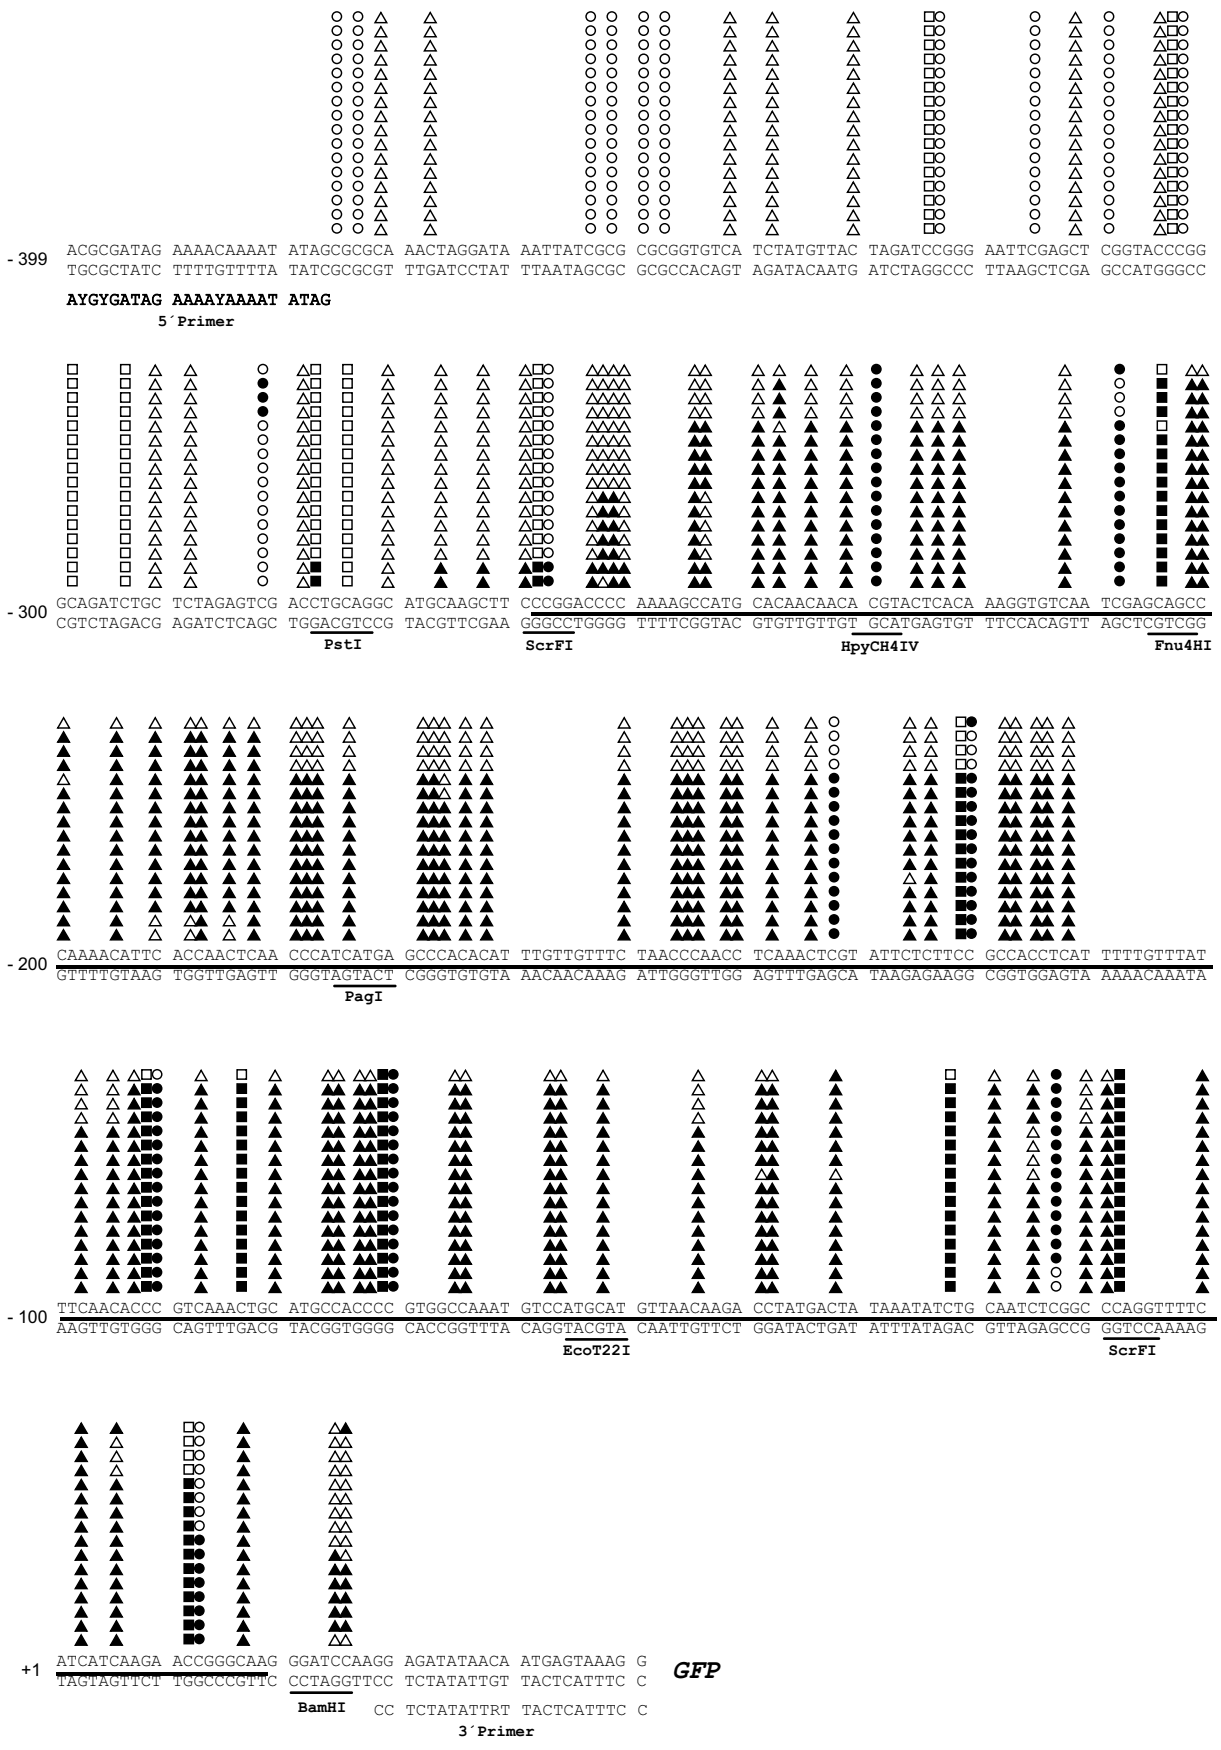 ACGCGATAG AAAACAAAAT ATAGCGCGCA AACTAGGATA AATTATCGCG CGCGGTGTCA TCTATGTTAC TAGATCCGGG AATTCGAGCT CGGTACCCGG
- 399
TGCGCTATC TTTTGTTTTA TATCGCGCGT TTGATCCTAT TTAATAGCGC GCGCCACAGT AGATACAATG ATCTAGGCCC TTAAGCTCGA GCCATGGGCC
AYGYGATAG AAAAYAAAAT ATAG
5´Primer
GCAGATCTGC TCTAGAGTCG ACCTGCAGGC ATGCAAGCTT CCCGGACCCC AAAAGCCATG CACAACAACA CGTACTCACA AAGGTGTCAA TCGAGCAGCC
- 300
CGTCTAGACG AGATCTCAGC TGGACGTCCG TACGTTCGAA GGGCCTGGGG TTTTCGGTAC GTGTTGTTGT GCATGAGTGT TTCCACAGTT AGCTCGTCGG
PstI ScrFI HpyCH4IV Fnu4HI
CAAAACATTC ACCAACTCAA CCCATCATGA GCCCACACAT TTGTTGTTTC TAACCCAACC TCAAACTCGT ATTCTCTTCC GCCACCTCAT TTTTGTTTAT
- 200
GTTTTGTAAG TGGTTGAGTT GGGTAGTACT CGGGTGTGTA AACAACAAAG ATTGGGTTGG AGTTTGAGCA TAAGAGAAGG CGGTGGAGTA AAAACAAATA
PagI
TTCAACACCC GTCAAACTGC ATGCCACCCC GTGGCCAAAT GTCCATGCAT GTTAACAAGA CCTATGACTA TAAATATCTG CAATCTCGGC CCAGGTTTTC
- 100
AAGTTGTGGG CAGTTTGACG TACGGTGGGG CACCGGTTTA CAGGTACGTA CAATTGTTCT GGATACTGAT ATTTATAGAC GTTAGAGCCG GGTCCAAAAG
EcoT22I ScrFI
ATCATCAAGA ACCGGGCAAG GGATCCAAGG AGATATAACA ATGAGTAAAG G
+1 GFP
TAGTAGTTCT TGGCCCGTTC CCTAGGTTCC TCTATATTGT TACTCATTTC C
BamHI CC TCTATATTRT TACTCATTTC C
3´Primer